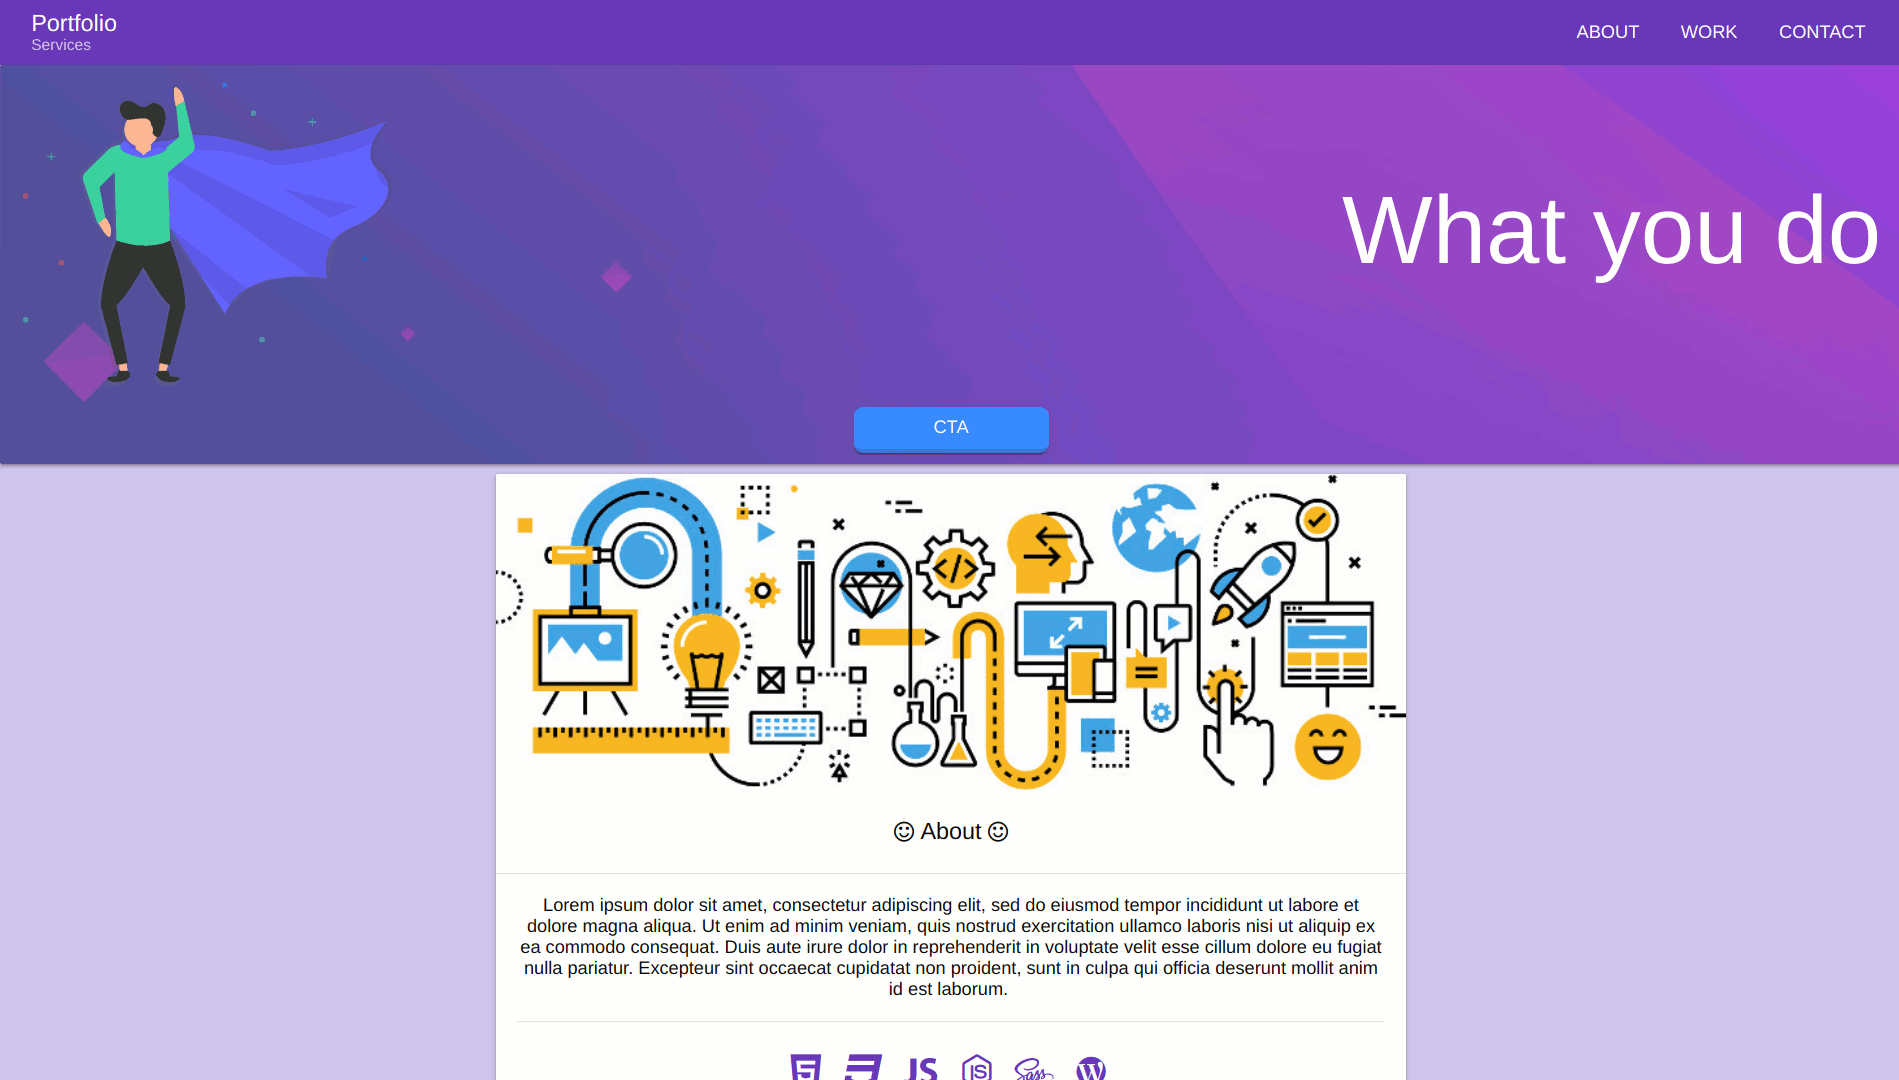 Portfolio
Services
ABOUT
WORK
CONTACT
What you do
CTA
</>
☺ About ☺
Lorem ipsum dolor sit amet, consectetur adipiscing elit, sed do eiusmod tempor incididunt ut labore et
dolore magna aliqua. Ut enim ad minim veniam, quis nostrud exercitation ullamco laboris nisi ut aliquip ex
ea commodo consequat. Duis aute irure dolor in reprehenderit in voluptate velit esse cillum dolore eu fugiat
nulla pariatur. Excepteur sint occaecat cupidatat non proident, sunt in culpa qui officia deserunt mollit anim
id est laborum.
JS
JS
Sass
W